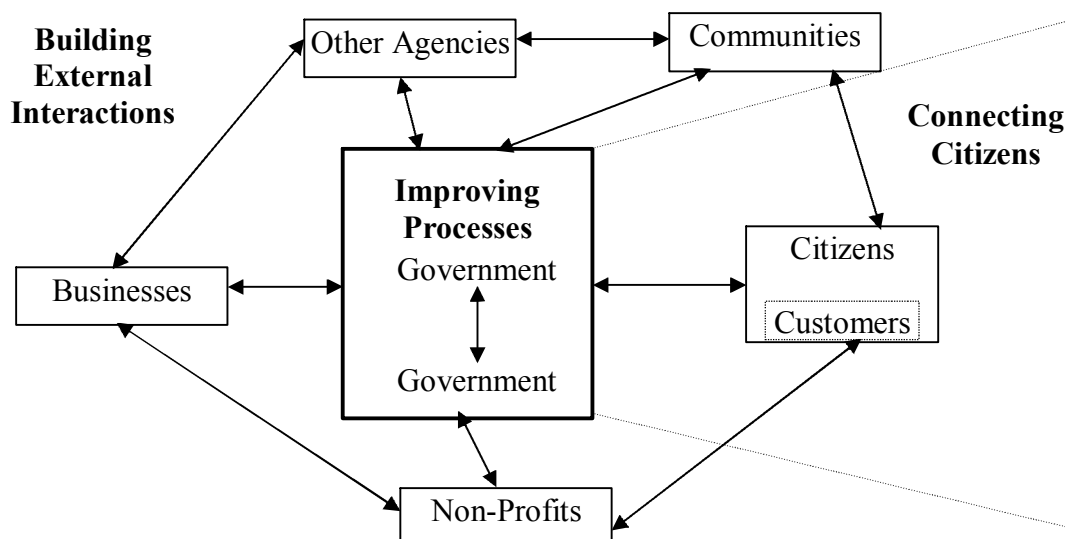 Building
External
Interactions
Other Agencies
Communities
Connecting
Citizens
Improving
Processes
Government
Government
Businesses
Citizens
Customers
Non-Profits